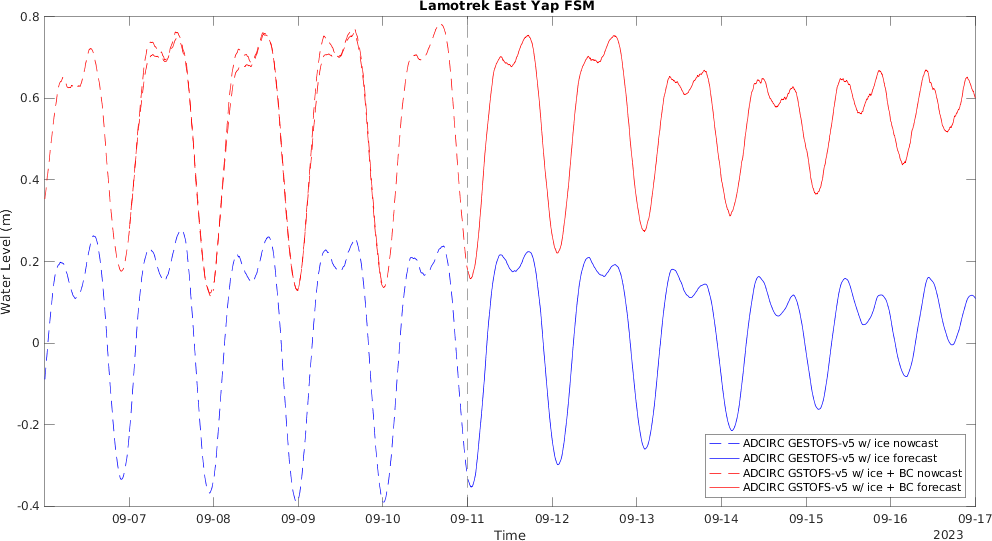 Lamotrek East Yap FSM
0.8
0.6
0.4
0.2
0
-0.2
-0.4
Water Level (m)
ADCIRC GESTOFS-v5 w/ ice nowcast
ADCIRC GESTOFS-v5 w/ ice forecast
ADCIRC GSTOFS-v5 w/ ice + BC nowcast
ADCIRC GSTOFS-v5 w/ ice + BC forecast
09-07 09-08 09-09 09-10 09-11 09-12 09-13 09-14 09-15 09-16 09-17
Time
2023